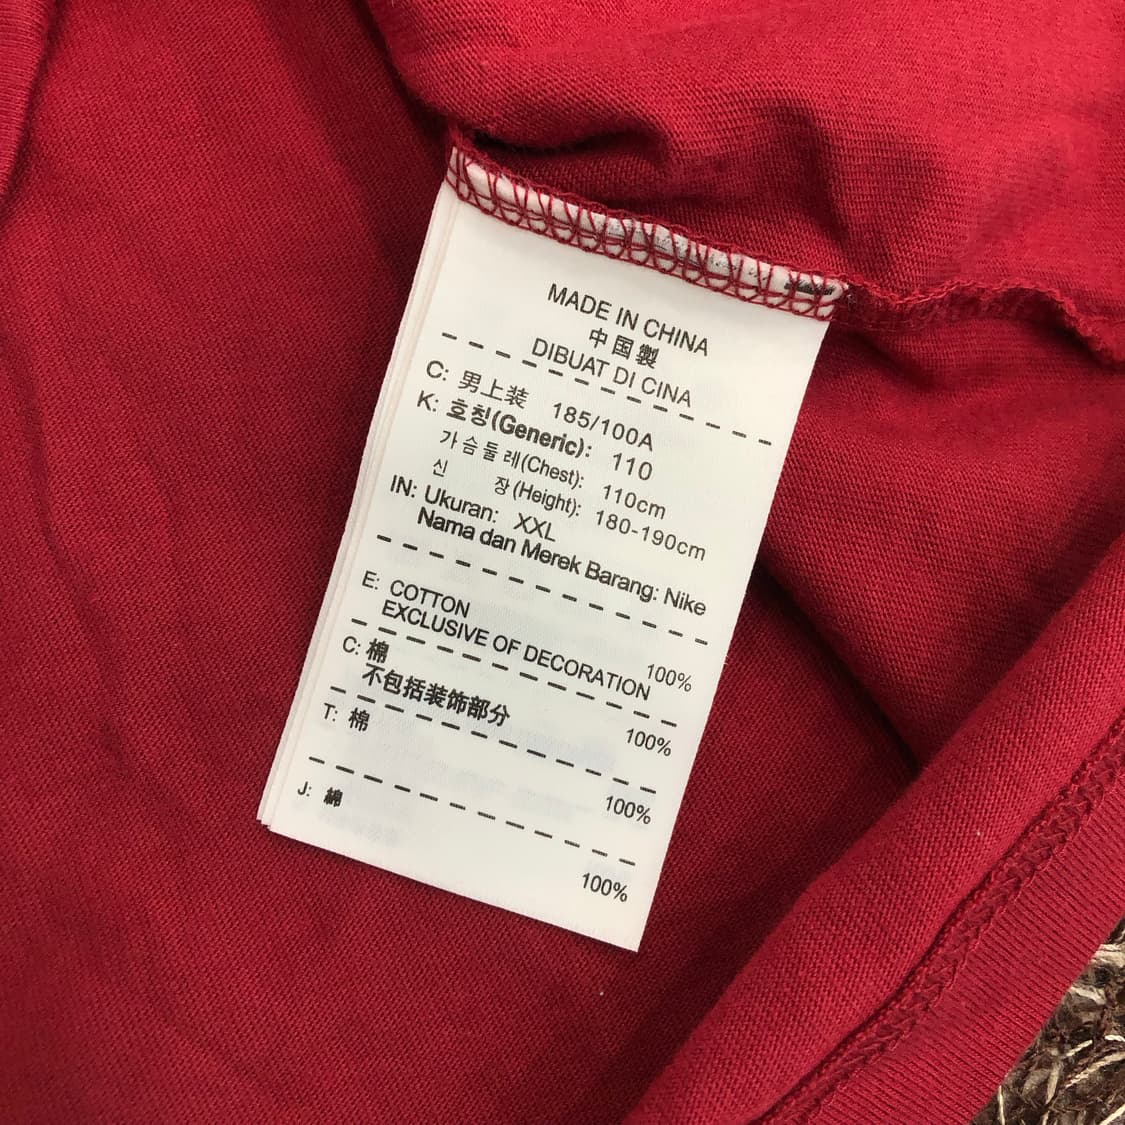 MADE IN CHINA
中国製
DIBUAT DI CINA
C: 男上装 185/100A
K: 호칭(Generic): 110
가슴둘레(Chest): 110cm
신 장(Height): 180-190cm
IN: Ukuran: XXL
Nama dan Merek Barang: Nike
E: COTTON 100%
EXCLUSIVE OF DECORATION
C: 棉 100%
不包括装饰部分
T: 棉 100%
J: 綿 100%